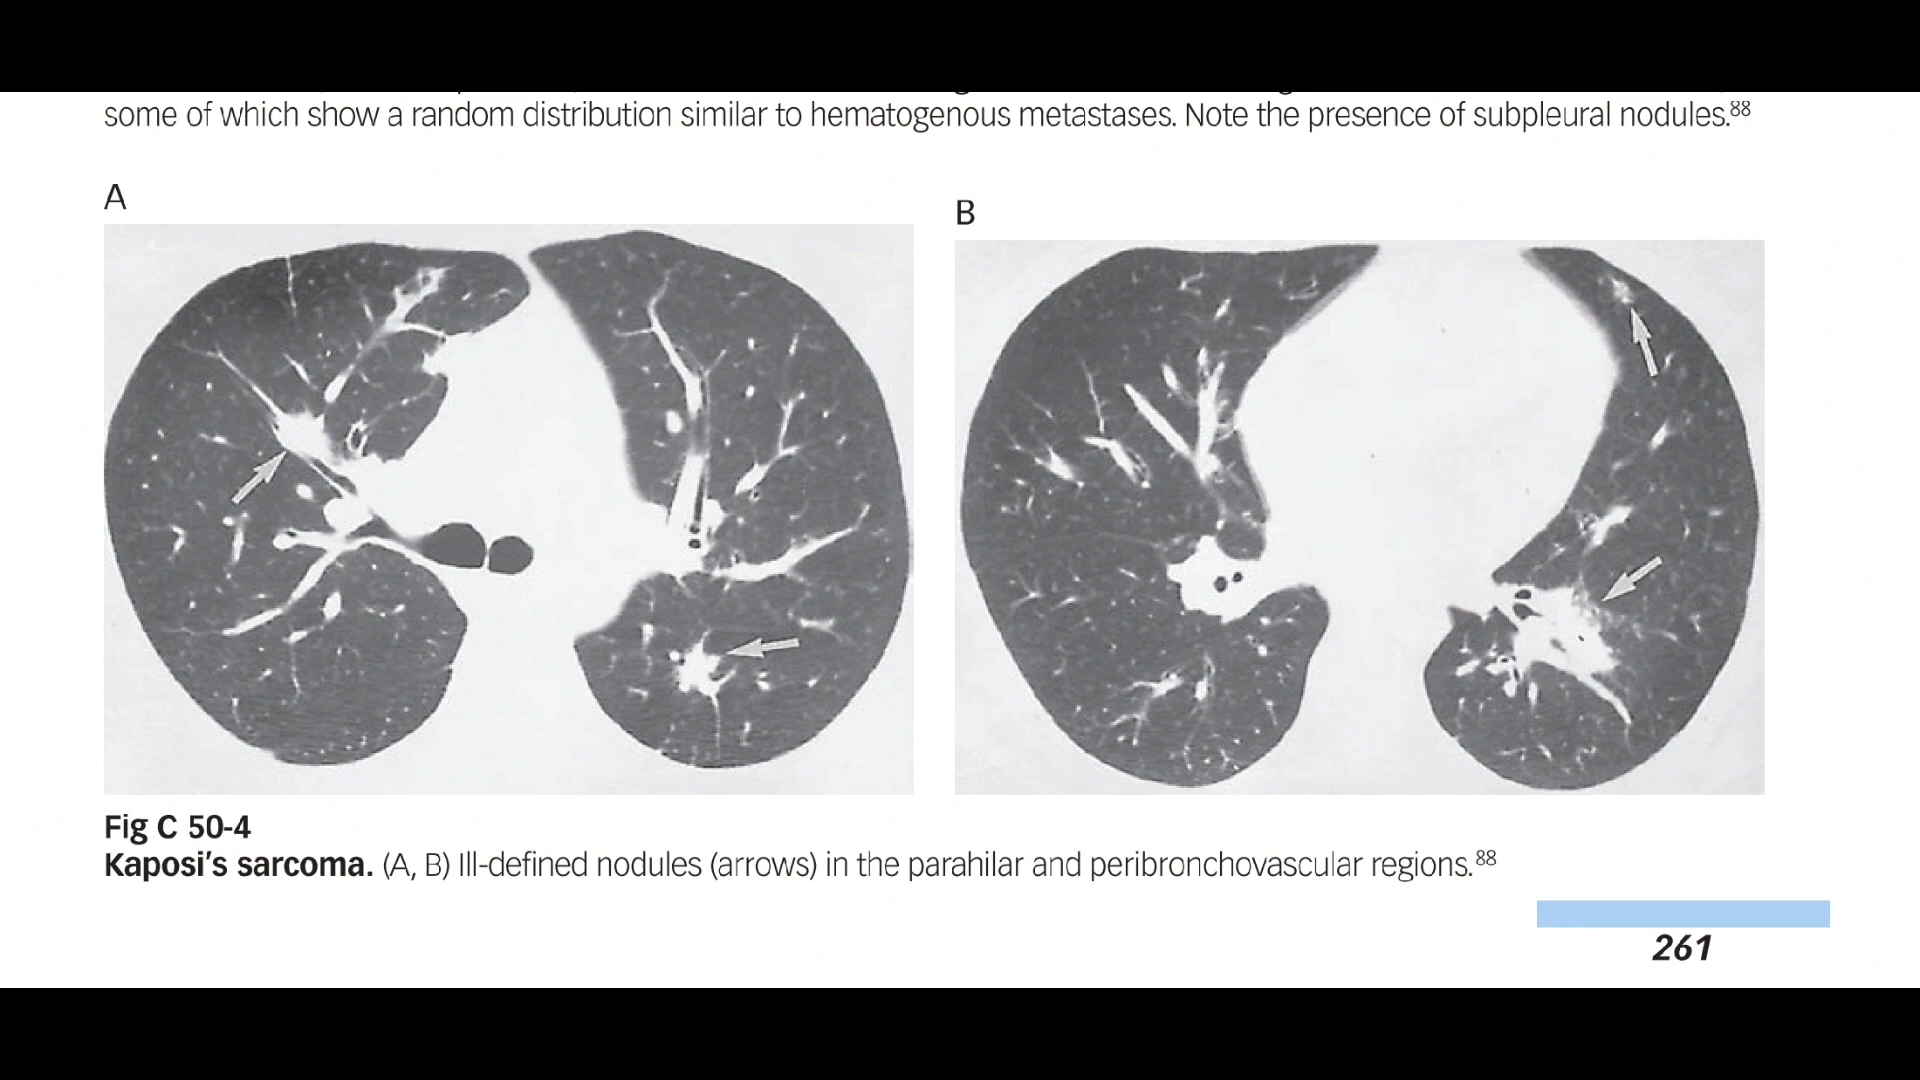 some of which show a random distribution similar to hematogenous metastases. Note the presence of subpleural nodules.88
A
B
Fig C 50-4
Kaposi's sarcoma. (A, B) Ill-defined nodules (arrows) in the parahilar and peribronchovascular regions.88
261